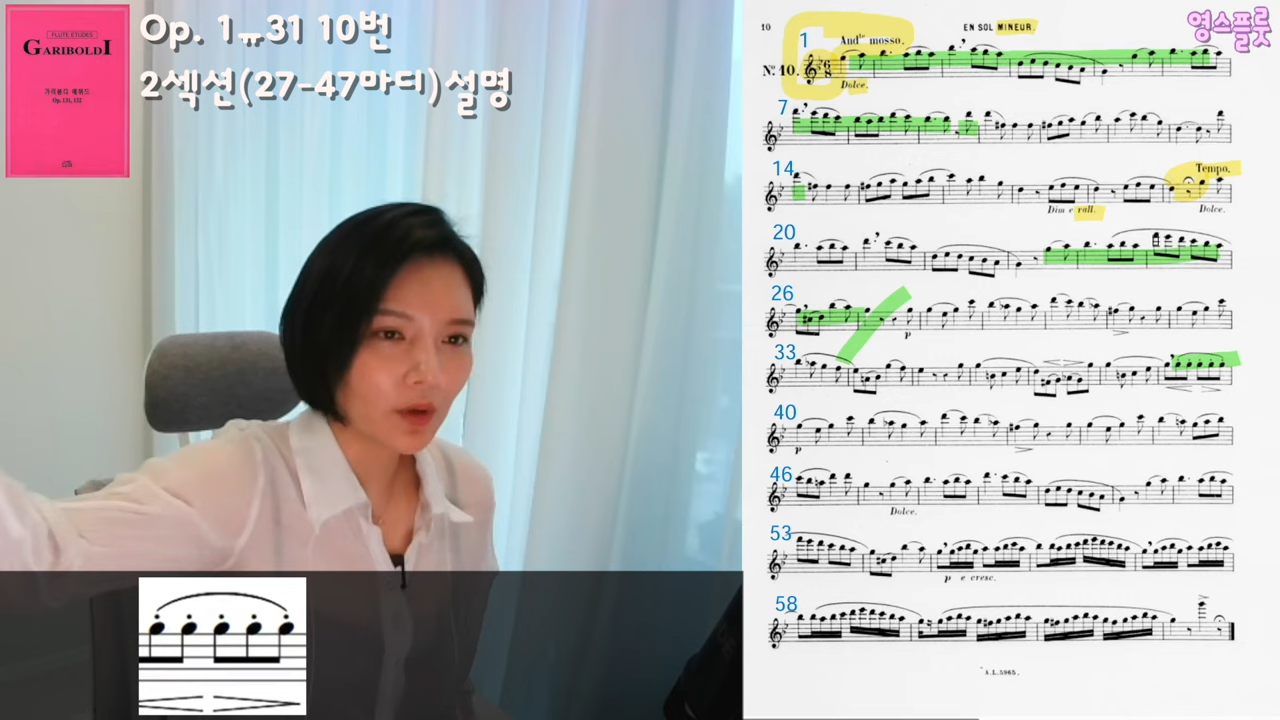 FLUTE ETUDES
GARIBOLDI
가리볼디 에튀드
Op. 131, 132
Op. 1ㅠ31 10번
2섹션(27-47마디)설명
영스플룻
10
EN SOL MINEUR.
1
And^te mosso.
Nº 10.
Dolce.
7
14
Tempo.
Dim e rall.
Dolce.
20
26
p
33
40
p
46
Dolce.
53
p e cresc.
58
A.L.5965.